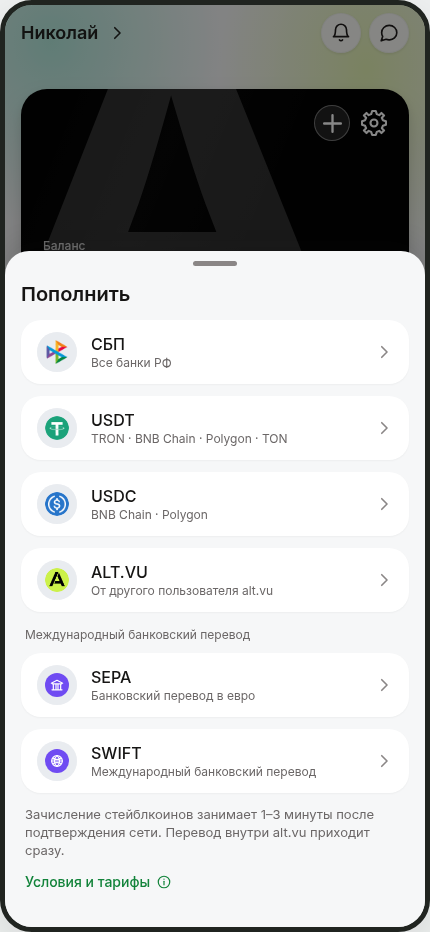 Николай
Баланс
Пополнить
СБП
Все банки РФ
USDT
TRON · BNB Chain · Polygon · TON
USDC
BNB Chain · Polygon
ALT.VU
От другого пользователя alt.vu
Международный банковский перевод
SEPA
Банковский перевод в евро
SWIFT
Международный банковский перевод
Зачисление стейблкоинов занимает 1–3 минуты после
подтверждения сети. Перевод внутри alt.vu приходит
сразу.
Условия и тарифы